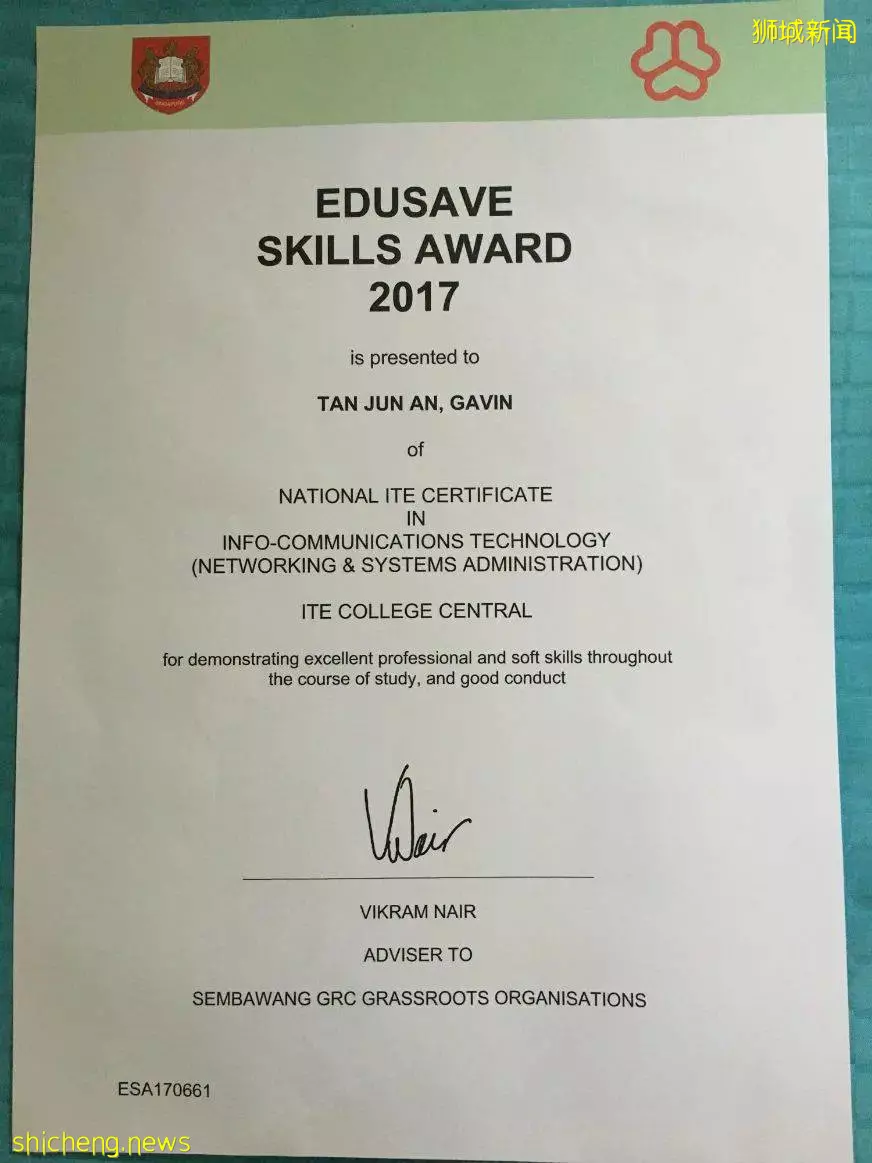 狮城新闻
SINGAPURA
EDUSAVE
SKILLS AWARD
2017
is presented to
TAN JUN AN, GAVIN
of
NATIONAL ITE CERTIFICATE
IN
INFO-COMMUNICATIONS TECHNOLOGY
(NETWORKING & SYSTEMS ADMINISTRATION)
ITE COLLEGE CENTRAL
for demonstrating excellent professional and soft skills throughout
the course of study, and good conduct
VNair
VIKRAM NAIR
ADVISER TO
SEMBAWANG GRC GRASSROOTS ORGANISATIONS
ESA170661
shicheng.news